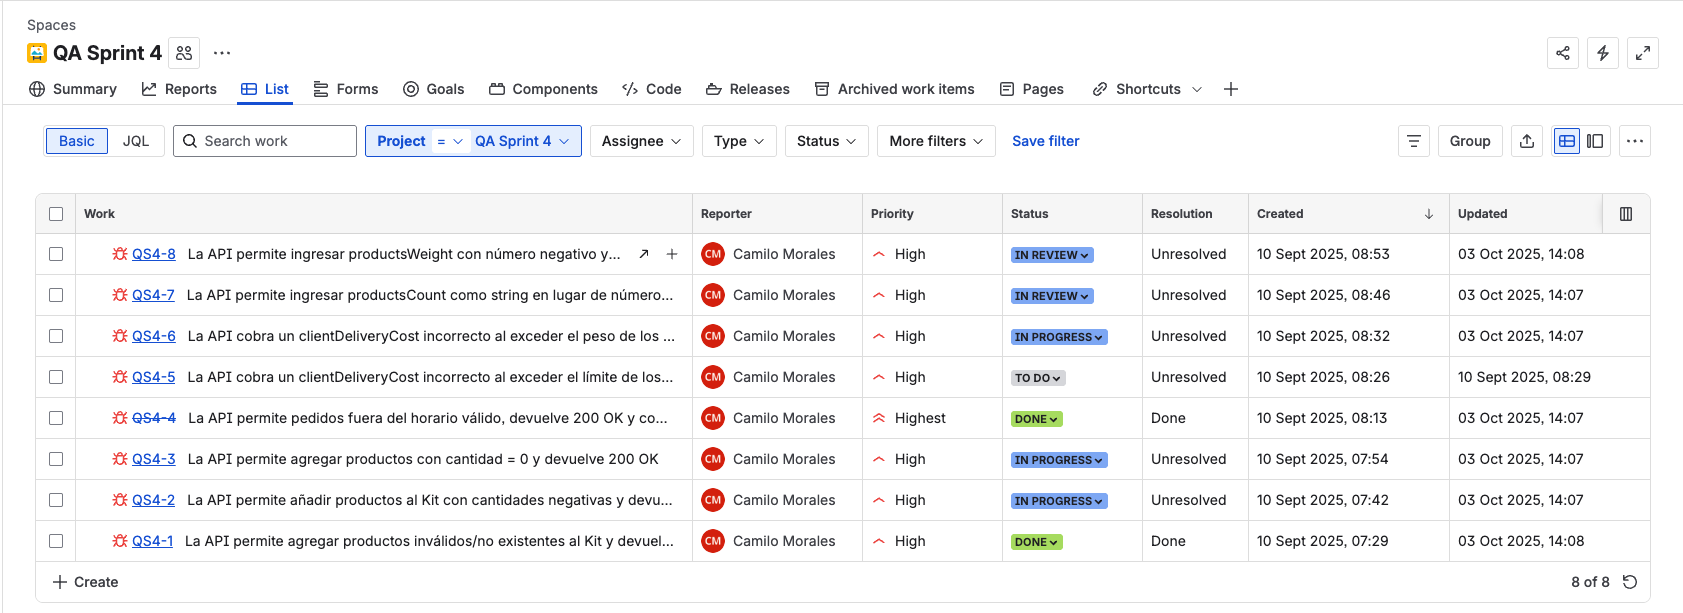 Spaces
QA Sprint 4
Summary Reports List Forms Goals Components Code Releases Archived work items Pages Shortcuts
Basic JQL Search work Project = QA Sprint 4 Assignee Type Status More filters Save filter Group
Work Reporter Priority Status Resolution Created Updated
QS4-8 La API permite ingresar productsWeight con número negativo y... CM Camilo Morales High IN REVIEW Unresolved 10 Sept 2025, 08:53 03 Oct 2025, 14:08
QS4-7 La API permite ingresar productsCount como string en lugar de número... CM Camilo Morales High IN REVIEW Unresolved 10 Sept 2025, 08:46 03 Oct 2025, 14:07
QS4-6 La API cobra un clientDeliveryCost incorrecto al exceder el peso de los ... CM Camilo Morales High IN PROGRESS Unresolved 10 Sept 2025, 08:32 03 Oct 2025, 14:07
QS4-5 La API cobra un clientDeliveryCost incorrecto al exceder el límite de los... CM Camilo Morales High TO DO Unresolved 10 Sept 2025, 08:26 10 Sept 2025, 08:29
QS4-4 La API permite pedidos fuera del horario válido, devuelve 200 OK y co... CM Camilo Morales Highest DONE Done 10 Sept 2025, 08:13 03 Oct 2025, 14:07
QS4-3 La API permite agregar productos con cantidad = 0 y devuelve 200 OK CM Camilo Morales High IN PROGRESS Unresolved 10 Sept 2025, 07:54 03 Oct 2025, 14:07
QS4-2 La API permite añadir productos al Kit con cantidades negativas y devu... CM Camilo Morales High IN PROGRESS Unresolved 10 Sept 2025, 07:42 03 Oct 2025, 14:07
QS4-1 La API permite agregar productos inválidos/no existentes al Kit y devuel... CM Camilo Morales High DONE Done 10 Sept 2025, 07:29 03 Oct 2025, 14:08
Create 8 of 8